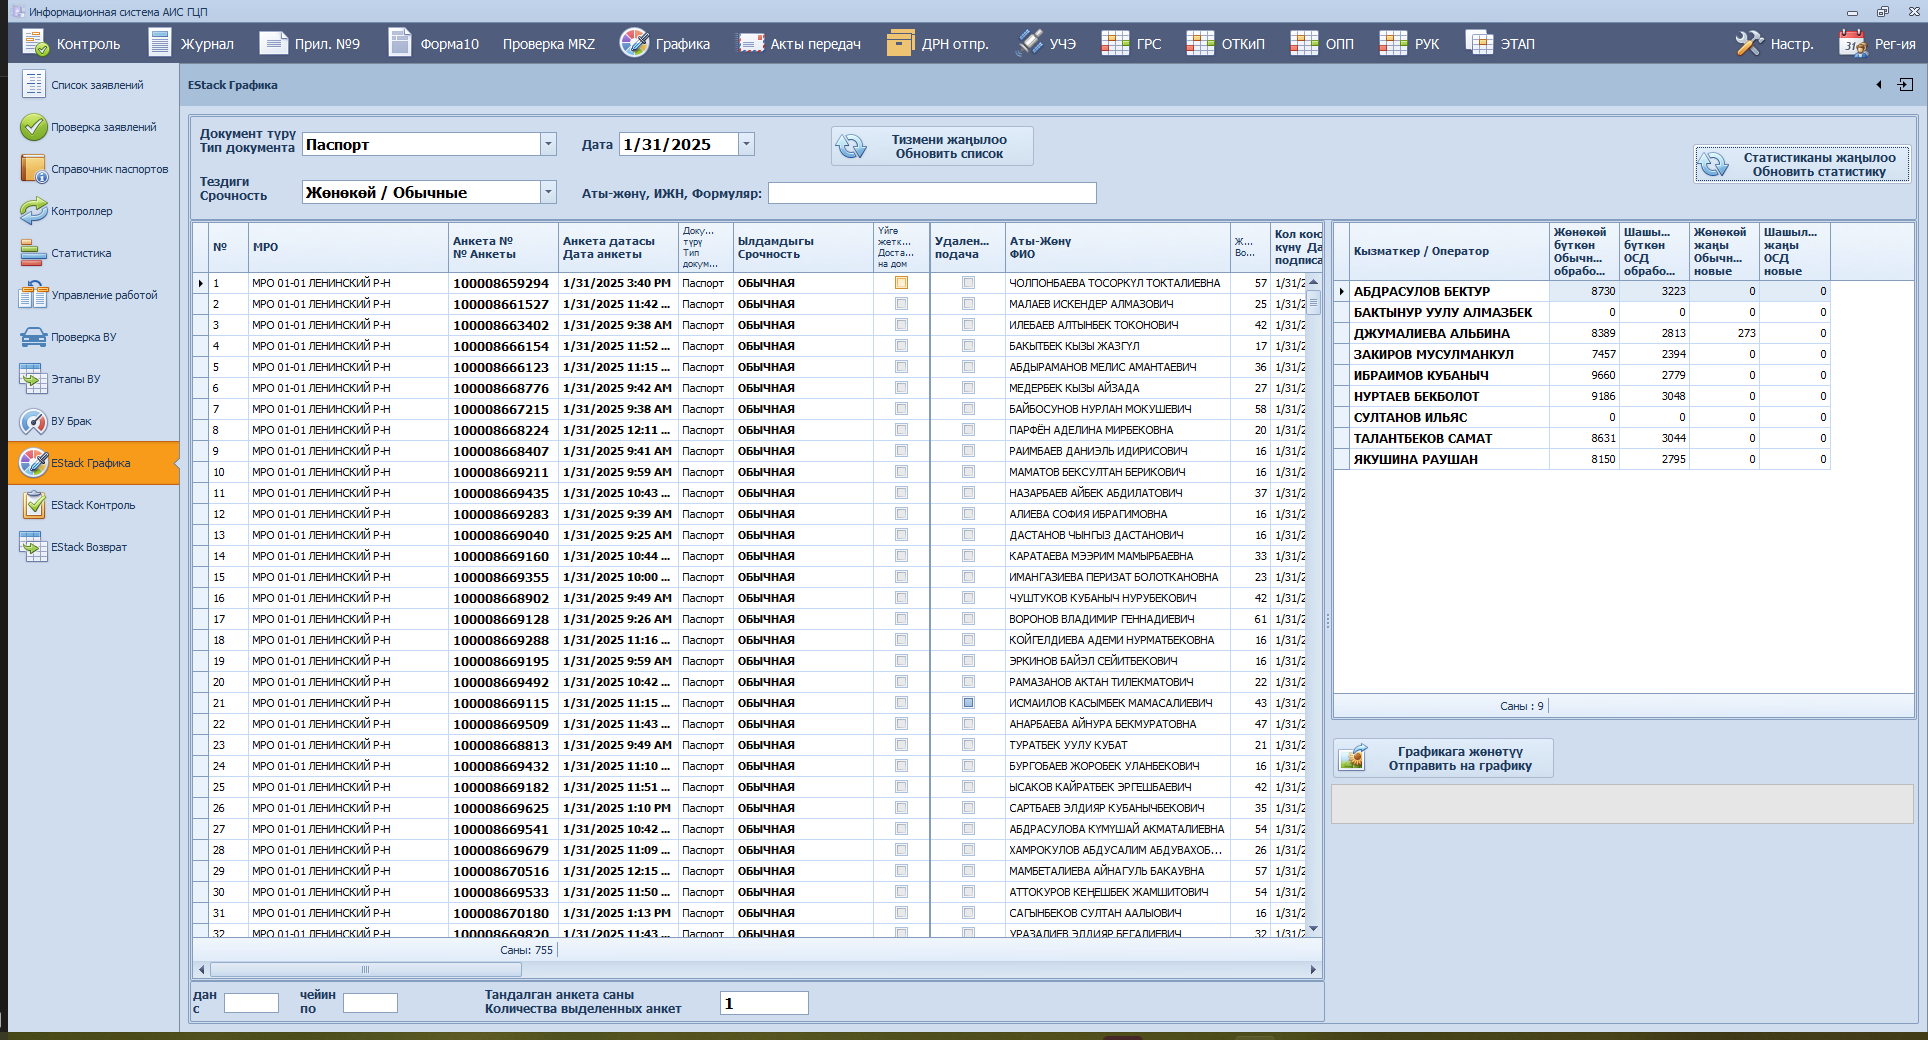 Информационная система АИС ГЦП
Контроль Журнал Прил. №9 Форма10 Проверка MRZ Графика Акты передач ДРН отпр. УЧЭ ГРС ОТКиП ОПП РУК ЭТАП Настр. Рег-ия
Список заявлений
Проверка заявлений
Справочник паспортов
Контроллер
Статистика
Управление работой
Проверка ВУ
Этапы ВУ
ВУ Брак
EStack Графика
EStack Контроль
EStack Возврат
EStack Графика
Документ түрү
Тип документа
Паспорт
Дата
1/31/2025
Тизмени жаңылоо
Обновить список
Тездиги
Срочность
Жөнөкөй / Обычные
Аты-жөнү, ИЖН, Формуляр:
Статистиканы жаңылоо
Обновить статистику
№
МРО
Анкета №
№ Анкеты
Анкета датасы
Дата анкеты
Доку...
түрү
Тип
докум...
Ылдамдыгы
Срочность
Үйгө
жетк...
Доста...
на дом
Удален...
подача
Аты-Жөнү
ФИО
Ж...
Во...
Кол кою
күнү Да
подписа
1 МРО 01-01 ЛЕНИНСКИЙ Р-Н 100008659294 1/31/2025 3:40 PM Паспорт ОБЫЧНАЯ ЧОЛПОНБАЕВА ТОСОРКҮЛ ТОКТАЛИЕВНА 57 1/31/2
2 МРО 01-01 ЛЕНИНСКИЙ Р-Н 100008661527 1/31/2025 11:42 ... Паспорт ОБЫЧНАЯ МАЛАЕВ ИСКЕНДЕР АЛМАЗОВИЧ 25 1/31/2
3 МРО 01-01 ЛЕНИНСКИЙ Р-Н 100008663402 1/31/2025 9:38 AM Паспорт ОБЫЧНАЯ ИЛЕБАЕВ АЛТЫНБЕК ТОКОНОВИЧ 42 1/31/2
4 МРО 01-01 ЛЕНИНСКИЙ Р-Н 100008666154 1/31/2025 11:52 ... Паспорт ОБЫЧНАЯ БАКЫТБЕК КЫЗЫ ЖАЗГҮЛ 17 1/31/2
5 МРО 01-01 ЛЕНИНСКИЙ Р-Н 100008666123 1/31/2025 11:15 ... Паспорт ОБЫЧНАЯ АБДЫРАМАНОВ МЕЛИС АМАНТАЕВИЧ 36 1/31/2
6 МРО 01-01 ЛЕНИНСКИЙ Р-Н 100008668776 1/31/2025 9:42 AM Паспорт ОБЫЧНАЯ МЕДЕРБЕК КЫЗЫ АЙЗАДА 27 1/31/2
7 МРО 01-01 ЛЕНИНСКИЙ Р-Н 100008667215 1/31/2025 9:38 AM Паспорт ОБЫЧНАЯ БАЙБОСУНОВ НУРЛАН МОКУШЕВИЧ 58 1/31/2
8 МРО 01-01 ЛЕНИНСКИЙ Р-Н 100008668224 1/31/2025 12:11 ... Паспорт ОБЫЧНАЯ ПАРФЁН АДЕЛИНА МИРБЕКОВНА 20 1/31/2
9 МРО 01-01 ЛЕНИНСКИЙ Р-Н 100008668407 1/31/2025 9:41 AM Паспорт ОБЫЧНАЯ РАИМБАЕВ ДАНИЭЛЬ ИДИРИСОВИЧ 16 1/31/2
10 МРО 01-01 ЛЕНИНСКИЙ Р-Н 100008669211 1/31/2025 9:59 AM Паспорт ОБЫЧНАЯ МАМАТОВ БЕКСУЛТАН БЕРИКОВИЧ 16 1/31/2
11 МРО 01-01 ЛЕНИНСКИЙ Р-Н 100008669435 1/31/2025 10:43 ... Паспорт ОБЫЧНАЯ НАЗАРБАЕВ АЙБЕК АБДИЛАТОВИЧ 37 1/31/2
12 МРО 01-01 ЛЕНИНСКИЙ Р-Н 100008669283 1/31/2025 9:39 AM Паспорт ОБЫЧНАЯ АЛИЕВА СОФИЯ ИБРАГИМОВНА 16 1/31/2
13 МРО 01-01 ЛЕНИНСКИЙ Р-Н 100008669040 1/31/2025 9:25 AM Паспорт ОБЫЧНАЯ ДАСТАНОВ ЧЫНГЫЗ ДАСТАНОВИЧ 16 1/31/2
14 МРО 01-01 ЛЕНИНСКИЙ Р-Н 100008669160 1/31/2025 10:44 ... Паспорт ОБЫЧНАЯ КАРАТАЕВА МЭЭРИМ МАМЫРБАЕВНА 33 1/31/2
15 МРО 01-01 ЛЕНИНСКИЙ Р-Н 100008669355 1/31/2025 10:00 ... Паспорт ОБЫЧНАЯ ИМАНГАЗИЕВА ПЕРИЗАТ БОЛОТКАНОВНА 23 1/31/2
16 МРО 01-01 ЛЕНИНСКИЙ Р-Н 100008668902 1/31/2025 9:49 AM Паспорт ОБЫЧНАЯ ЧУШТУКОВ КУБАНЫЧ НУРУБЕКОВИЧ 42 1/31/2
17 МРО 01-01 ЛЕНИНСКИЙ Р-Н 100008669128 1/31/2025 9:26 AM Паспорт ОБЫЧНАЯ ВОРОНОВ ВЛАДИМИР ГЕННАДИЕВИЧ 61 1/31/2
18 МРО 01-01 ЛЕНИНСКИЙ Р-Н 100008669288 1/31/2025 11:16 ... Паспорт ОБЫЧНАЯ КОЙГЕЛДИЕВА АДЕМИ НУРМАТБЕКОВНА 16 1/31/2
19 МРО 01-01 ЛЕНИНСКИЙ Р-Н 100008669195 1/31/2025 9:59 AM Паспорт ОБЫЧНАЯ ЭРКИНОВ БАЙЭЛ СЕЙИТБЕКОВИЧ 16 1/31/2
20 МРО 01-01 ЛЕНИНСКИЙ Р-Н 100008669492 1/31/2025 10:42 ... Паспорт ОБЫЧНАЯ РАМАЗАНОВ АКТАН ТИЛЕКМАТОВИЧ 22 1/31/2
21 МРО 01-01 ЛЕНИНСКИЙ Р-Н 100008669115 1/31/2025 11:15 ... Паспорт ОБЫЧНАЯ ИСМАИЛОВ КАСЫМБЕК МАМАСАЛИЕВИЧ 43 1/31/2
22 МРО 01-01 ЛЕНИНСКИЙ Р-Н 100008669509 1/31/2025 11:43 ... Паспорт ОБЫЧНАЯ АНАРБАЕВА АЙНУРА БЕКМУРАТОВНА 47 1/31/2
23 МРО 01-01 ЛЕНИНСКИЙ Р-Н 100008668813 1/31/2025 9:49 AM Паспорт ОБЫЧНАЯ ТУРАТБЕК УУЛУ КУБАТ 21 1/31/2
24 МРО 01-01 ЛЕНИНСКИЙ Р-Н 100008669432 1/31/2025 11:10 ... Паспорт ОБЫЧНАЯ БУРГОБАЕВ ЖОРОБЕК УЛАНБЕКОВИЧ 16 1/31/2
25 МРО 01-01 ЛЕНИНСКИЙ Р-Н 100008669182 1/31/2025 11:51 ... Паспорт ОБЫЧНАЯ ЫСАКОВ КАЙРАТБЕК ЭРГЕШБАЕВИЧ 42 1/31/2
26 МРО 01-01 ЛЕНИНСКИЙ Р-Н 100008669625 1/31/2025 1:10 PM Паспорт ОБЫЧНАЯ САРТБАЕВ ЭЛДИЯР КУБАНЫЧБЕКОВИЧ 35 1/31/2
27 МРО 01-01 ЛЕНИНСКИЙ Р-Н 100008669541 1/31/2025 10:42 ... Паспорт ОБЫЧНАЯ АБДРАСУЛОВА КҮМҮШАЙ АКМАТАЛИЕВНА 54 1/31/2
28 МРО 01-01 ЛЕНИНСКИЙ Р-Н 100008669679 1/31/2025 11:09 ... Паспорт ОБЫЧНАЯ ХАМРОКУЛОВ АБДУСАЛИМ АБДУВАХОБ... 26 1/31/2
29 МРО 01-01 ЛЕНИНСКИЙ Р-Н 100008670516 1/31/2025 12:15 ... Паспорт ОБЫЧНАЯ МАМБЕТАЛИЕВА АЙНАГУЛЬ БАКАУВНА 57 1/31/2
30 МРО 01-01 ЛЕНИНСКИЙ Р-Н 100008669533 1/31/2025 11:50 ... Паспорт ОБЫЧНАЯ АТТОКУРОВ КЕҢЕШБЕК ЖАМШИТОВИЧ 54 1/31/2
31 МРО 01-01 ЛЕНИНСКИЙ Р-Н 100008670180 1/31/2025 1:13 PM Паспорт ОБЫЧНАЯ САГЫНБЕКОВ СУЛТАН ААЛЫОВИЧ 16 1/31/2
32 МРО 01-01 ЛЕНИНСКИЙ Р-Н 100008669820 1/31/2025 11:43 ... Паспорт ОБЫЧНАЯ УРАЗАЛИЕВ ЭЛДИЯР БЕГАЛИЕВИЧ 32 1/31/2
Саны: 755
дан
с
чейин
по
Тандалган анкета саны
Количества выделенных анкет
1
Кызматкер / Оператор
Жөнөкөй
бүткөн
Обычн...
обрабо...
Шашы...
бүткөн
ОСД
обрабо...
Жөнөкөй
жаңы
Обычн...
новые
Шашыл...
жаңы
ОСД
новые
АБДРАСУЛОВ БЕКТУР 8730 3223 0 0
БАКТЫНУР УУЛУ АЛМАЗБЕК 0 0 0 0
ДЖУМАЛИЕВА АЛЬБИНА 8389 2813 273 0
ЗАКИРОВ МУСУЛМАНКУЛ 7457 2394 0 0
ИБРАИМОВ КУБАНЫЧ 9660 2779 0 0
НУРТАЕВ БЕКБОЛОТ 9186 3048 0 0
СУЛТАНОВ ИЛЬЯС 0 0 0 0
ТАЛАНТБЕКОВ САМАТ 8631 3044 0 0
ЯКУШИНА РАУШАН 8150 2795 0 0
Саны : 9
Графикага жөнөтүү
Отправить на графику